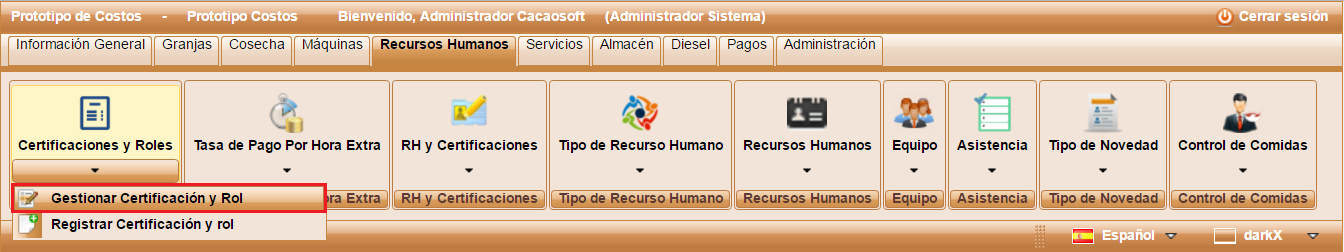 Prototipo de Costos - Prototipo Costos Bienvenido, Administrador Cacaosoft (Administrador Sistema) Cerrar sesión
Información General Granjas Cosecha Máquinas Recursos Humanos Servicios Almacén Diesel Pagos Administración
Certificaciones y Roles Tasa de Pago Por Hora Extra RH y Certificaciones Tipo de Recurso Humano Recursos Humanos Equipo Asistencia Tipo de Novedad Control de Comidas
Gestionar Certificación y Rol ra Extra RH y Certificaciones Tipo de Recurso Humano Recursos Humanos Equipo Asistencia Tipo de Novedad Control de Comidas
Registrar Certificación y rol
Español darkX